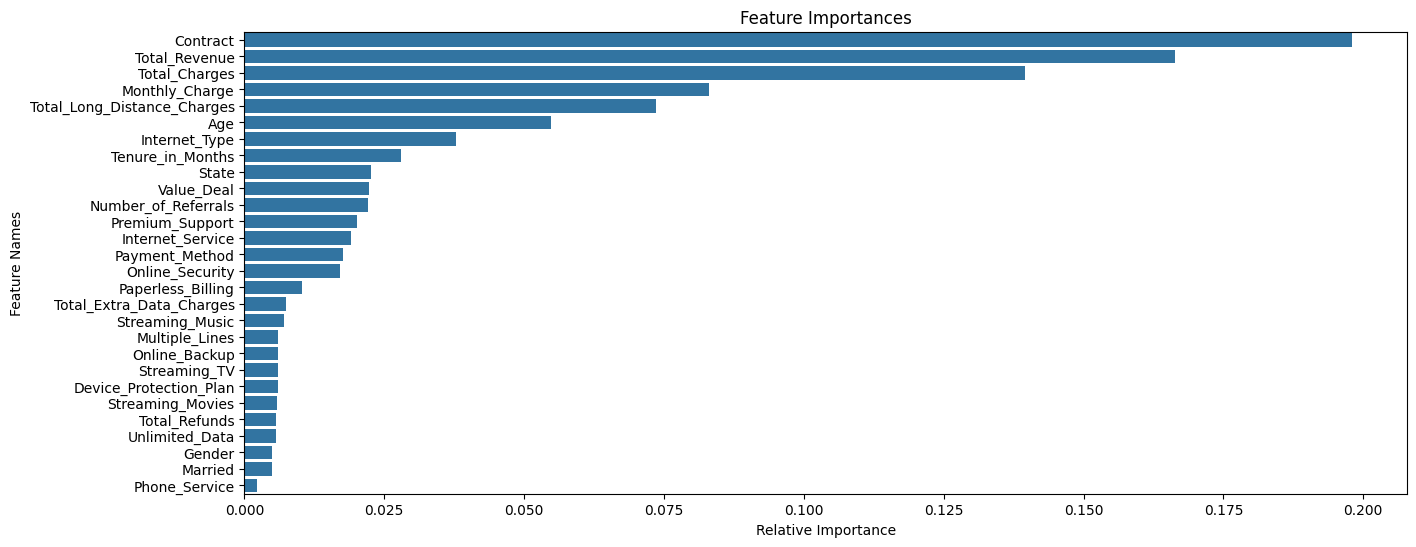 Feature Importances
Feature Names
Contract
Total_Revenue
Total_Charges
Monthly_Charge
Total_Long_Distance_Charges
Age
Internet_Type
Tenure_in_Months
State
Value_Deal
Number_of_Referrals
Premium_Support
Internet_Service
Payment_Method
Online_Security
Paperless_Billing
Total_Extra_Data_Charges
Streaming_Music
Multiple_Lines
Online_Backup
Streaming_TV
Device_Protection_Plan
Streaming_Movies
Total_Refunds
Unlimited_Data
Gender
Married
Phone_Service
0.000 0.025 0.050 0.075 0.100 0.125 0.150 0.175 0.200
Relative Importance